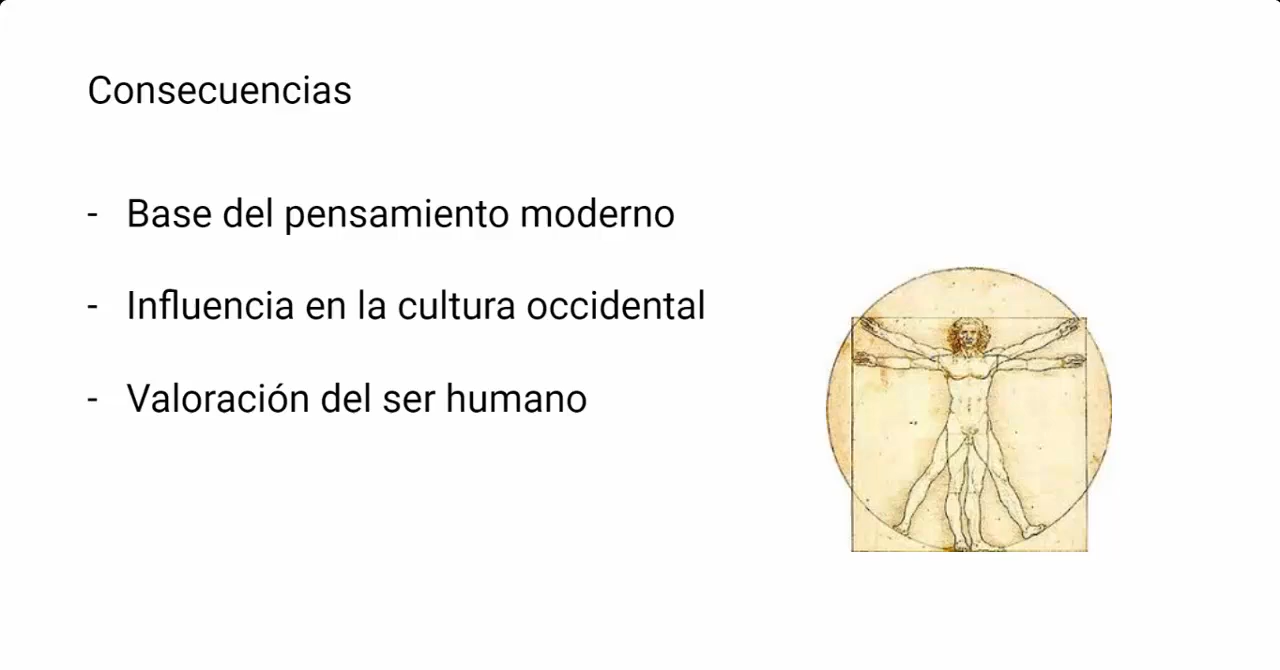 Consecuencias
- Base del pensamiento moderno
- Influencia en la cultura occidental
- Valoración del ser humano